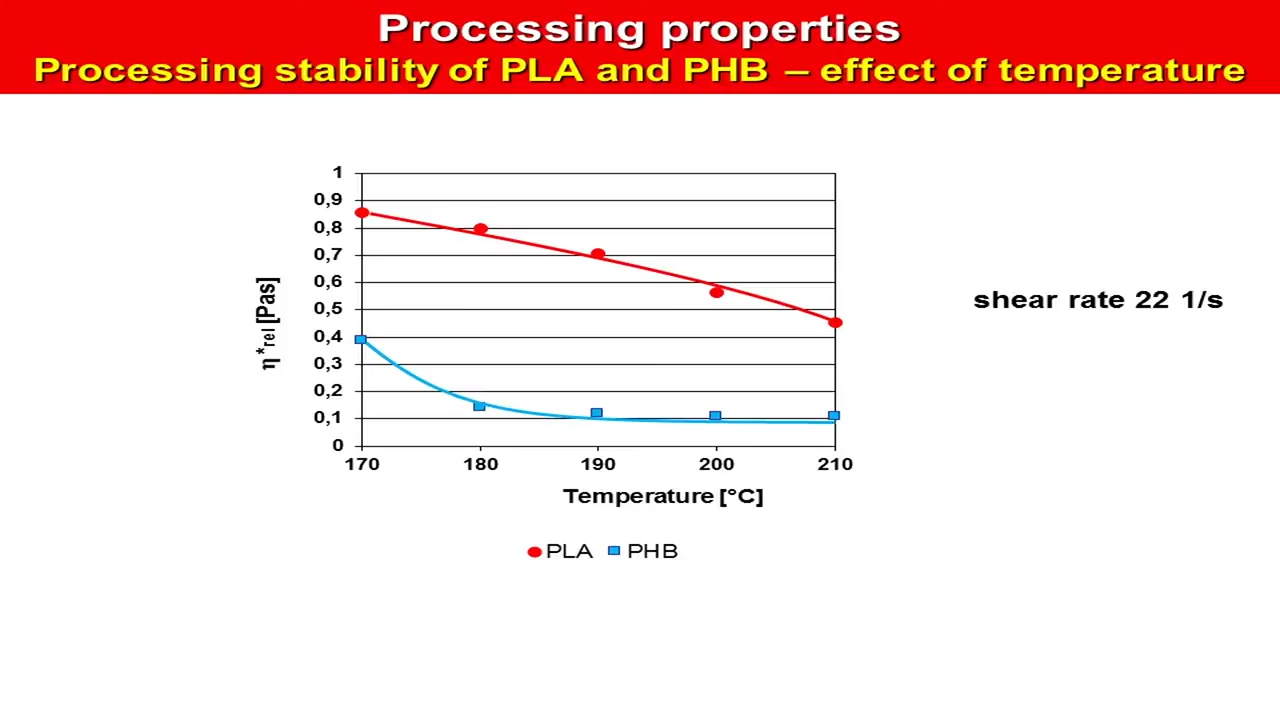 Processing properties
Processing stability of PLA and PHB – effect of temperature
1
0,9
0,8
0,7
0,6
0,5
0,4
0,3
0,2
0,1
0
η*rel [Pas]
170 180 190 200 210
Temperature [°C]
PLA PHB
shear rate 22 1/s